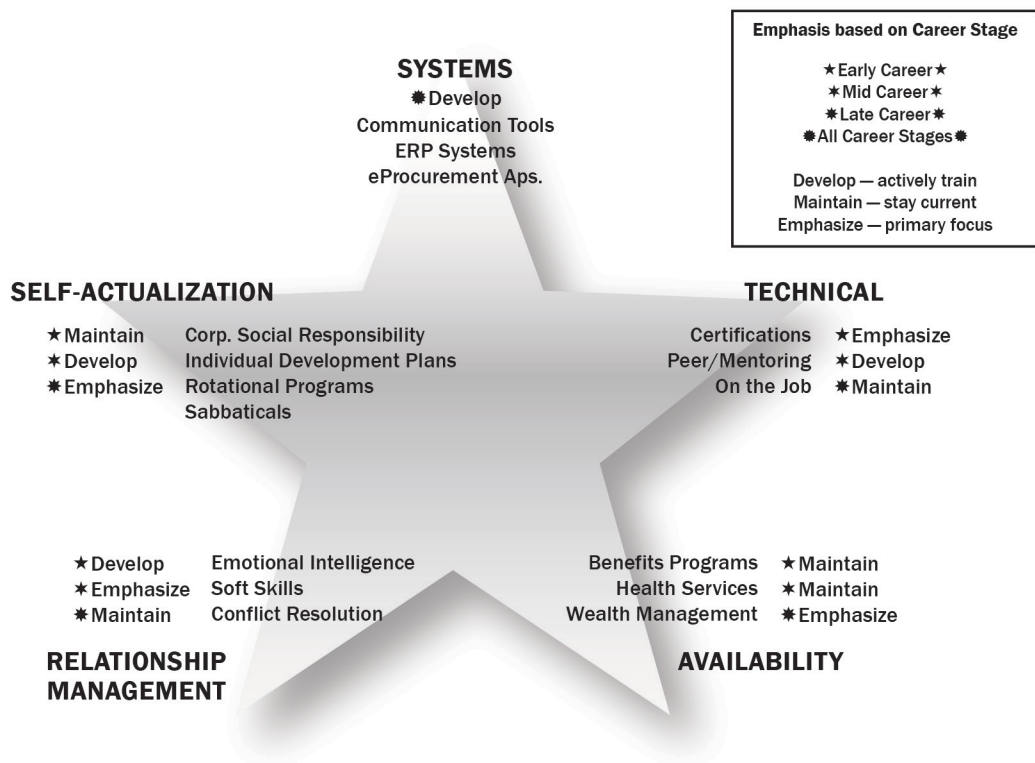 Emphasis based on Career Stage
★Early Career★
✶Mid Career✶
✸Late Career✸
✹All Career Stages✹
Develop — actively train
Maintain — stay current
Emphasize — primary focus
SYSTEMS
✹Develop
Communication Tools
ERP Systems
eProcurement Aps.
SELF-ACTUALIZATION
★Maintain Corp. Social Responsibility
✶Develop Individual Development Plans
✸Emphasize Rotational Programs
Sabbaticals
TECHNICAL
Certifications ★Emphasize
Peer/Mentoring ✶Develop
On the Job ✸Maintain
★Develop Emotional Intelligence
✶Emphasize Soft Skills
✸Maintain Conflict Resolution
RELATIONSHIP
MANAGEMENT
Benefits Programs ★Maintain
Health Services ✶Maintain
Wealth Management ✸Emphasize
AVAILABILITY